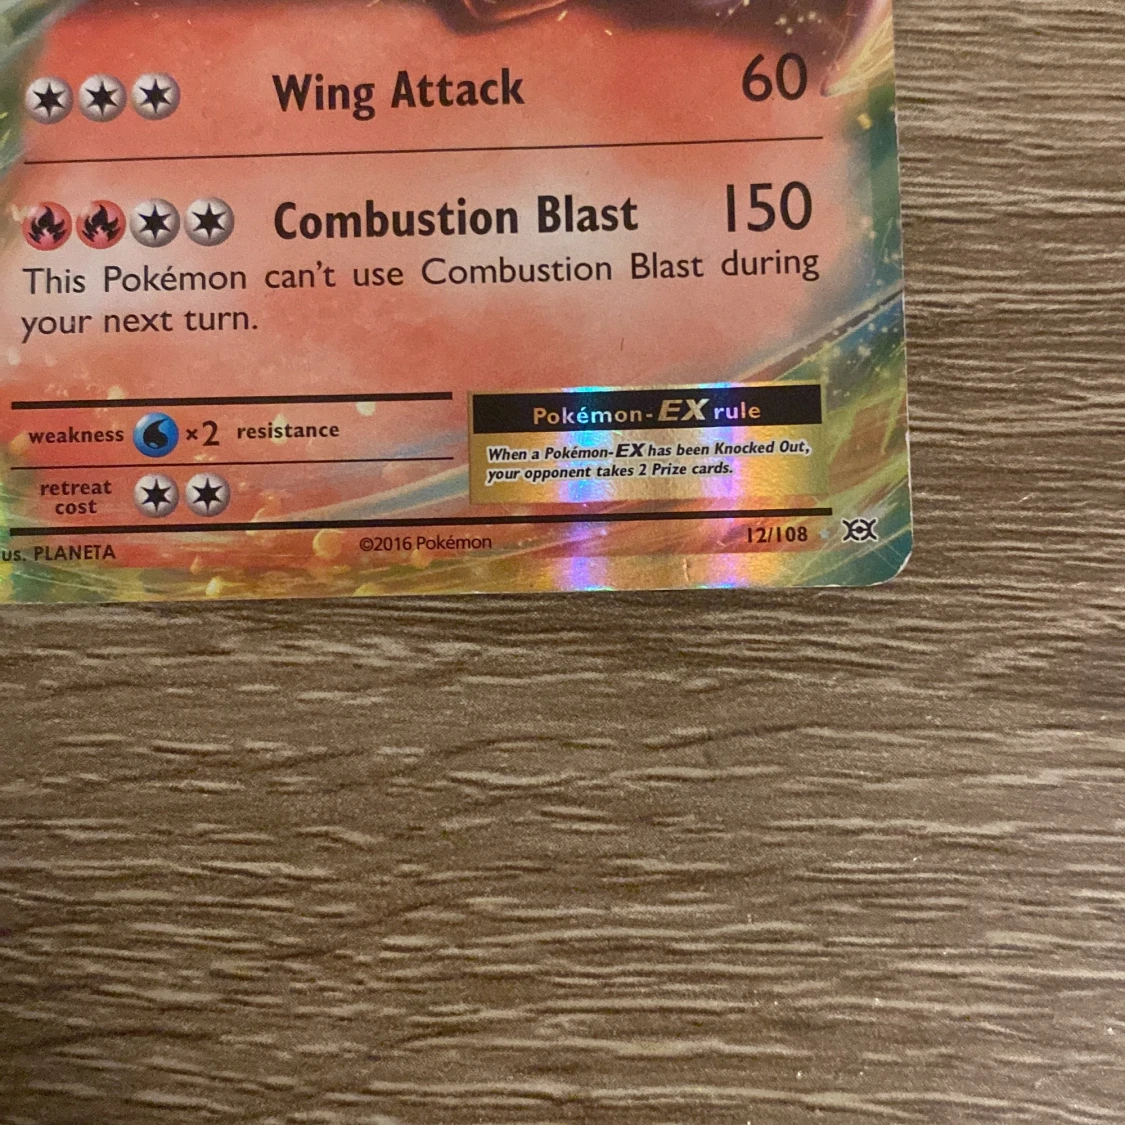 Wing Attack 60
Combustion Blast 150
This Pokémon can't use Combustion Blast during
your next turn.
weakness ×2 resistance
retreat
cost
Pokémon-EX rule
When a Pokémon-EX has been Knocked Out,
your opponent takes 2 Prize cards.
us. PLANETA ©2016 Pokémon 12/108